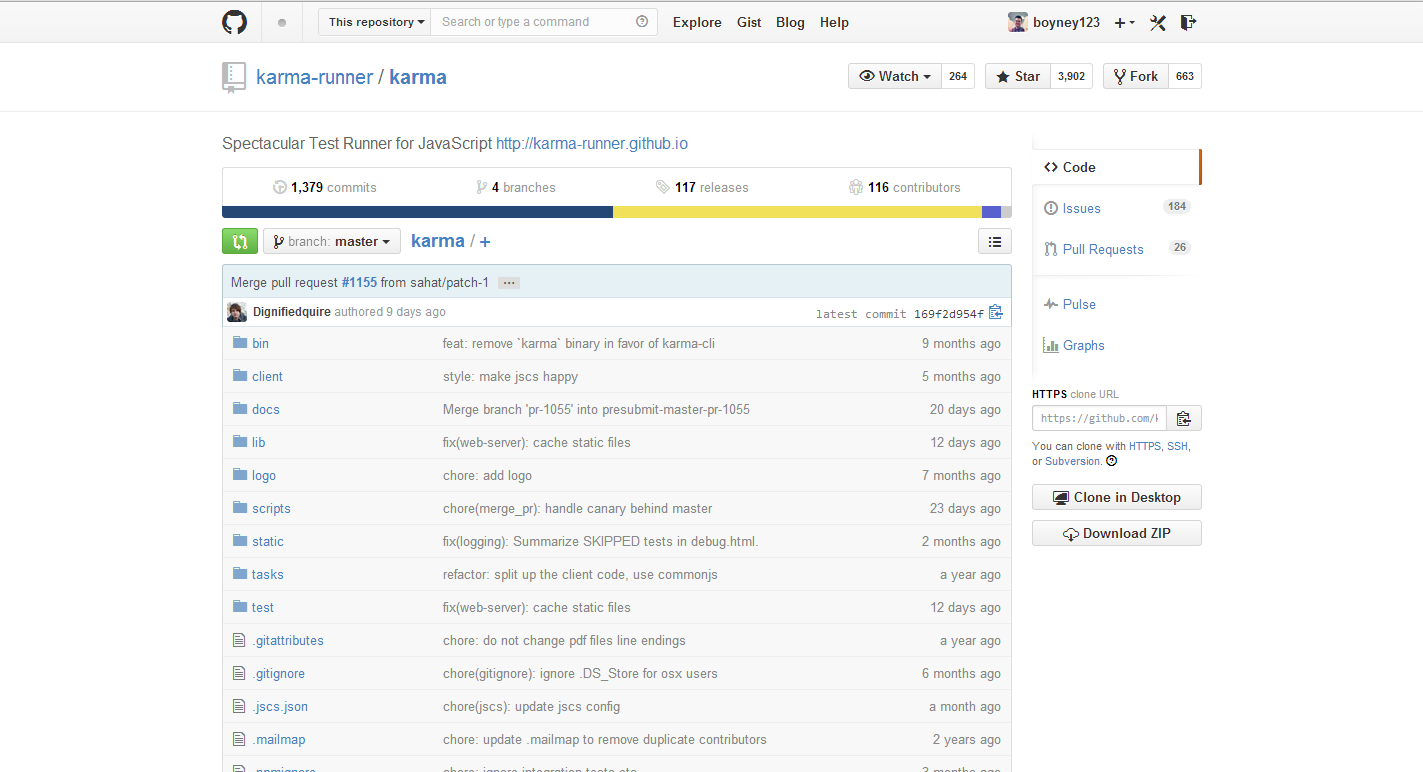 This repository Search or type a command Explore Gist Blog Help boyney123
karma-runner / karma Watch 264 Star 3,902 Fork 663
Spectacular Test Runner for JavaScript http://karma-runner.github.io
1,379 commits 4 branches 117 releases 116 contributors
branch: master karma / +
Merge pull request #1155 from sahat/patch-1 ...
Dignifiedquire authored 9 days ago latest commit 169f2d954f
bin feat: remove `karma` binary in favor of karma-cli 9 months ago
client style: make jscs happy 5 months ago
docs Merge branch 'pr-1055' into presubmit-master-pr-1055 20 days ago
lib fix(web-server): cache static files 12 days ago
logo chore: add logo 7 months ago
scripts chore(merge_pr): handle canary behind master 23 days ago
static fix(logging): Summarize SKIPPED tests in debug.html. 2 months ago
tasks refactor: split up the client code, use commonjs a year ago
test fix(web-server): cache static files 12 days ago
.gitattributes chore: do not change pdf files line endings a year ago
.gitignore chore(gitignore): ignore .DS_Store for osx users 6 months ago
.jscs.json chore(jscs): update jscs config a month ago
.mailmap chore: update .mailmap to remove duplicate contributors 2 years ago
.npmignore chore: ignore integration tests etc 3 months ago
Code
Issues 184
Pull Requests 26
Pulse
Graphs
HTTPS clone URL
https://github.com/k
You can clone with HTTPS, SSH,
or Subversion.
Clone in Desktop
Download ZIP